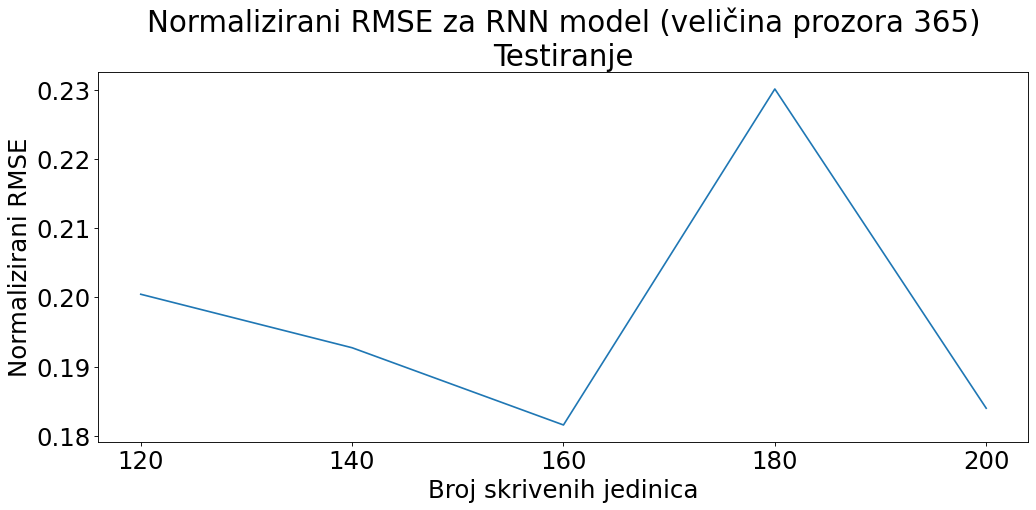 Normalizirani RMSE za RNN model (veličina prozora 365)
Testiranje
Normalizirani RMSE
0.23
0.22
0.21
0.20
0.19
0.18
120 140 160 180 200
Broj skrivenih jedinica